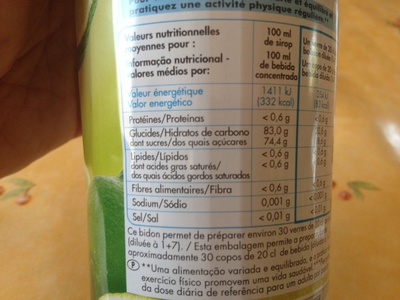 pratiquez une activité physique régulière
Valeurs nutritionnelles
moyennes pour :
Informação nutricional -
valores médios por:
100 ml
de sirop
100 ml
de bebida
concentrada
Valeur énergétique
Valor energético
1411 kJ
(332 kcal)
Protéines/Proteínas < 0,6 g
Glucides/Hidratos de carbono 83,0 g
dont sucres/dos quais açúcares 74,4 g
Lipides/Lípidos < 0,6 g
dont acides gras saturés/ < 0,6 g
dos quais ácidos gordos saturados
Fibres alimentaires/Fibra < 0,6 g
Sodium/Sódio 0,001 g
Sel/Sal < 0,01 g
Ce bidon permet de préparer environ 30 verres de
(diluée à 1+7). / Esta embalagem permite a
aproximadamente 30 copos de 20 cl de bebida
**Uma alimentação variada e equilibrada, e
exercício físico promovem uma vida saudável.
da dose diária de referência para um adulto